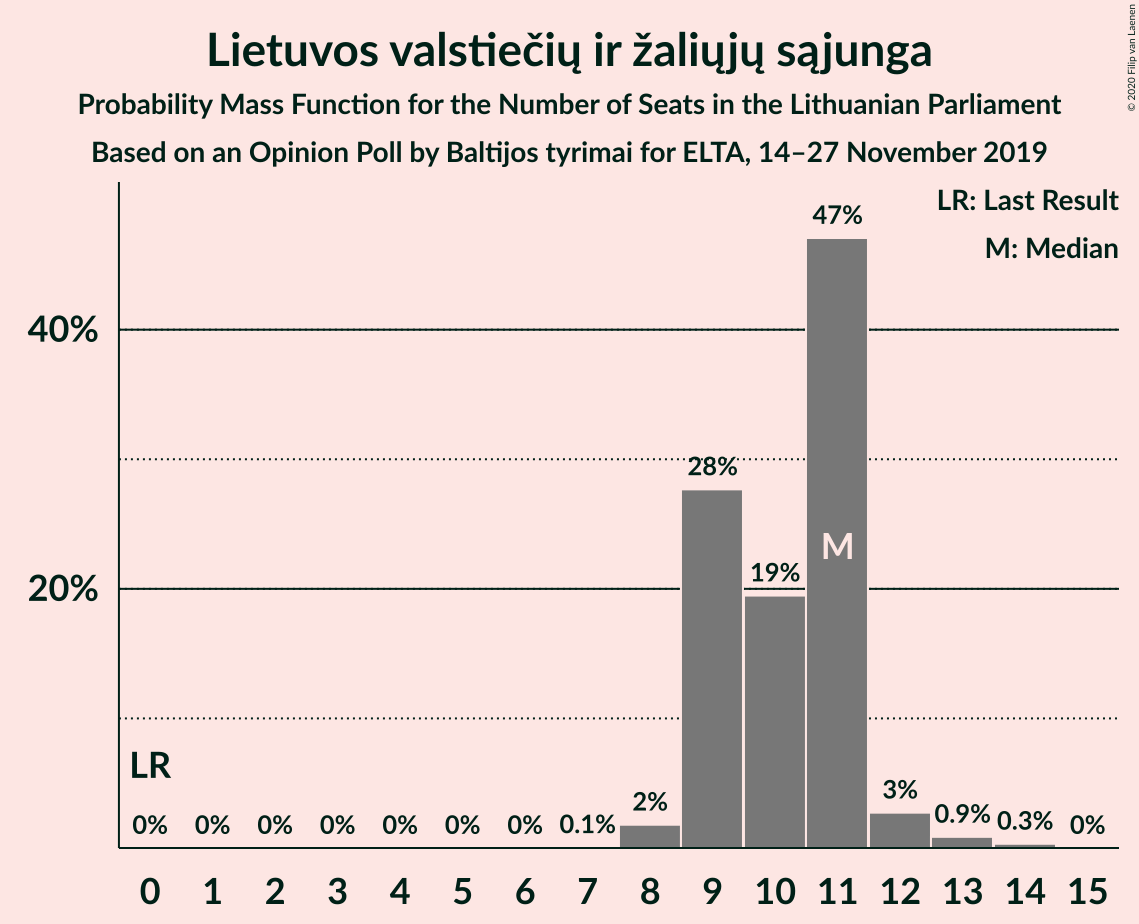 Lietuvos valstiečių ir žaliųjų sąjunga
Probability Mass Function for the Number of Seats in the Lithuanian Parliament
Based on an Opinion Poll by Baltijos tyrimai for ELTA, 14–27 November 2019
© 2020 Filip van Laenen
LR: Last Result
M: Median
47%
40%
28%
M
19%
20%
LR
0% 0% 0% 0% 0% 0% 0% 0.1% 2% 3% 0.9% 0.3% 0%
0 1 2 3 4 5 6 7 8 9 10 11 12 13 14 15